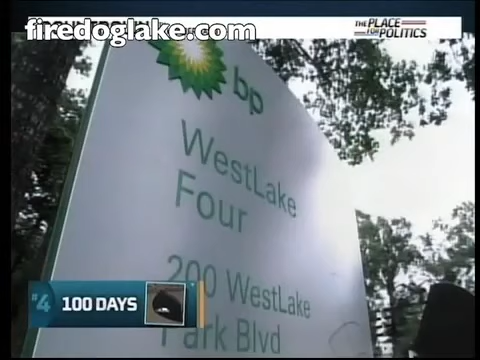 firedoglake.com
THE PLACE
FOR POLITICS
bp
WestLake
Four
200 WestLake
Park Blvd
#4 100 DAYS